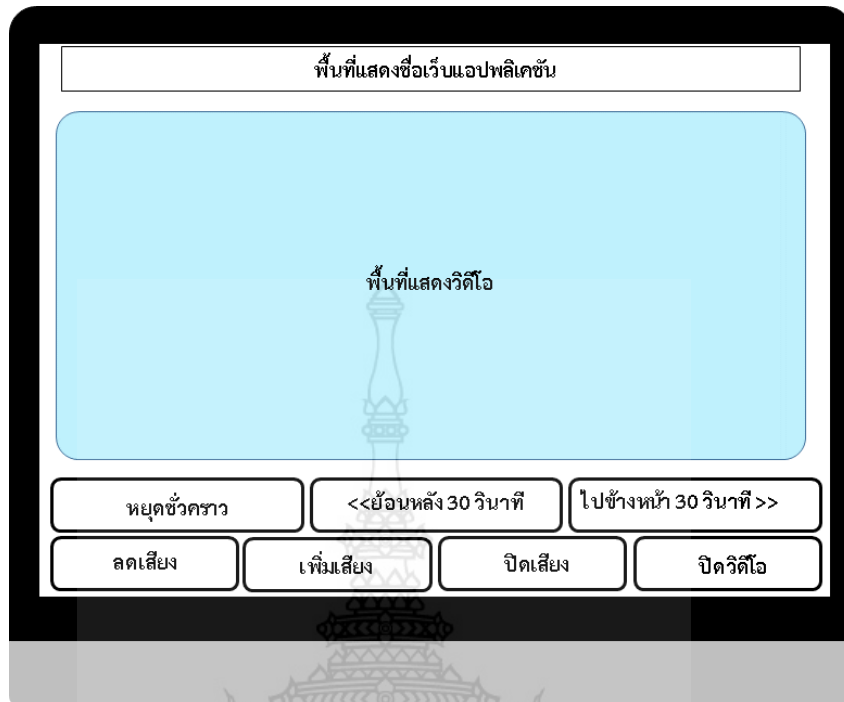 พื้นที่แสดงชื่อเว็บแอปพลิเคชัน
พื้นที่แสดงวิดีโอ
หยุดชั่วคราว
<<ย้อนหลัง 30 วินาที
ไปข้างหน้า 30 วินาที >>
ลดเสียง
เพิ่มเสียง
ปิดเสียง
ปิดวิดีโอ